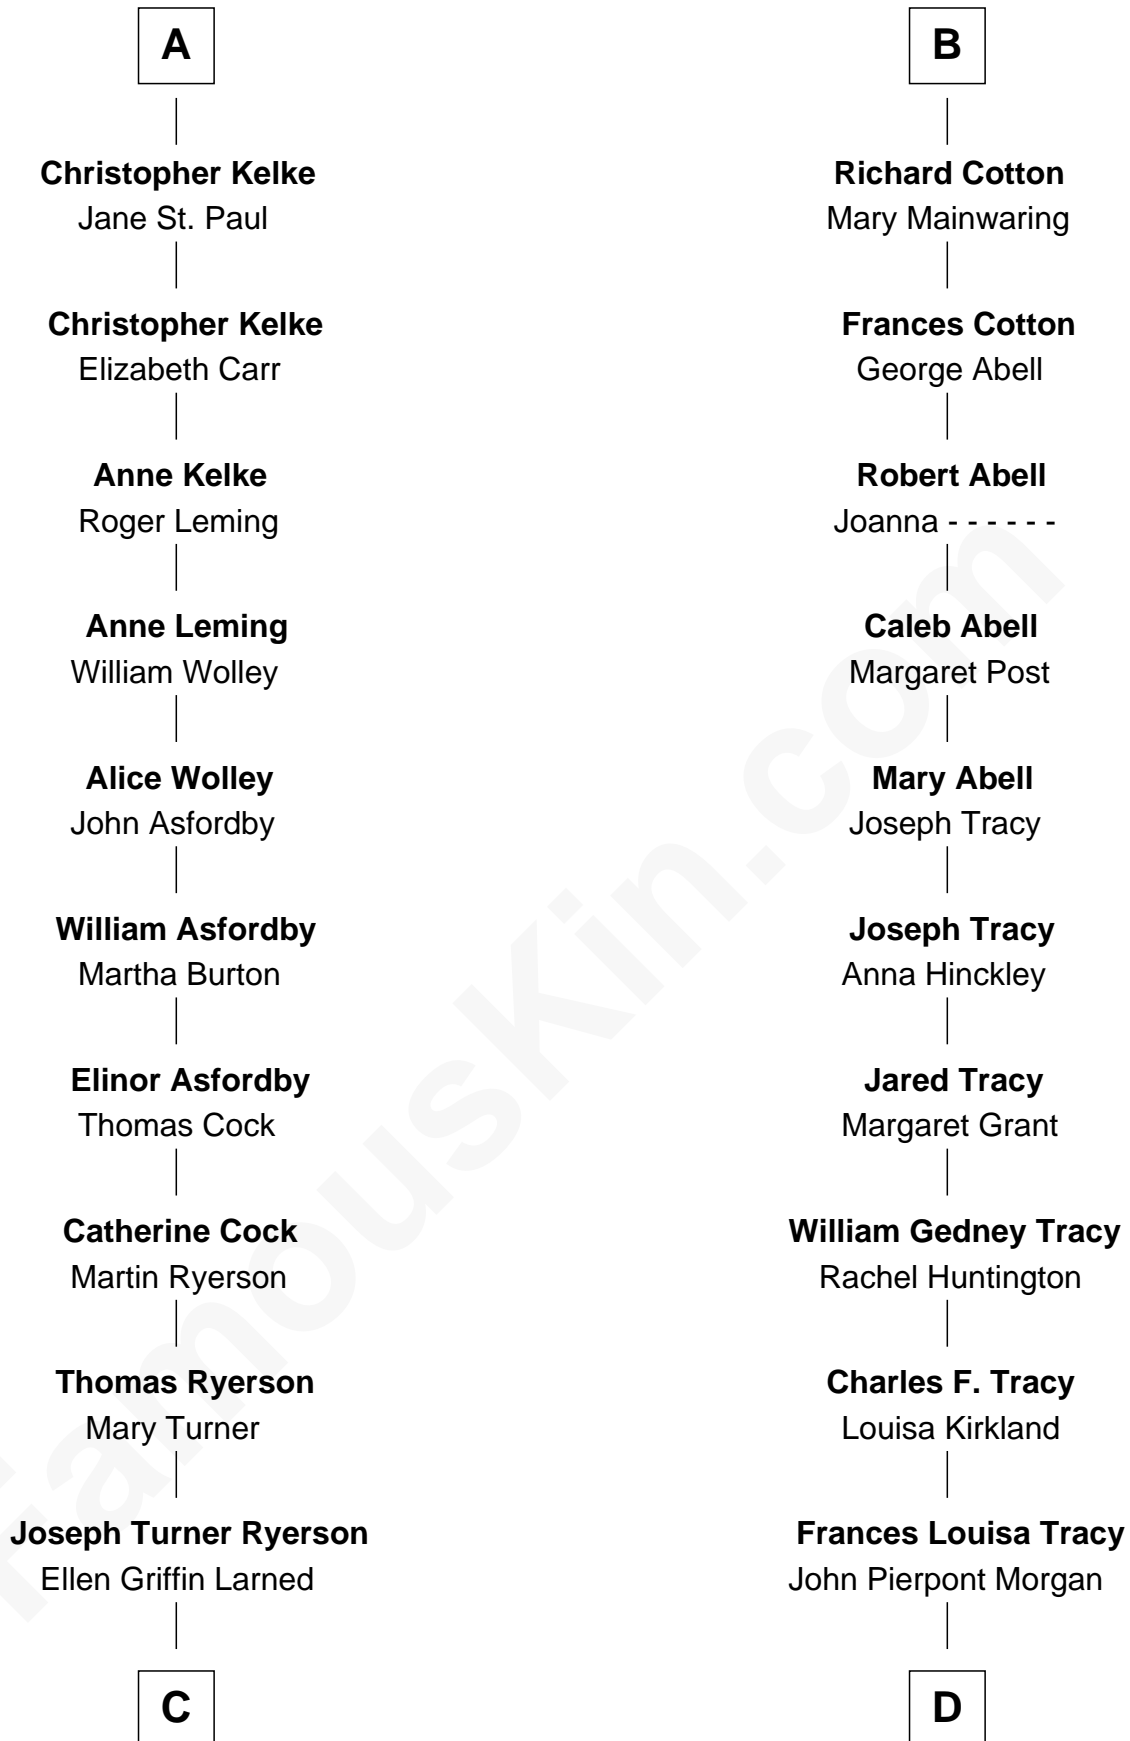 A
Christopher Kelke
Jane St. Paul
Christopher Kelke
Elizabeth Carr
Anne Kelke
Roger Leming
Anne Leming
William Wolley
Alice Wolley
John Asfordby
William Asfordby
Martha Burton
Elinor Asfordby
Thomas Cock
Catherine Cock
Martin Ryerson
Thomas Ryerson
Mary Turner
Joseph Turner Ryerson
Ellen Griffin Larned
C
B
Richard Cotton
Mary Mainwaring
Frances Cotton
George Abell
Robert Abell
Joanna - - - - - -
Caleb Abell
Margaret Post
Mary Abell
Joseph Tracy
Joseph Tracy
Anna Hinckley
Jared Tracy
Margaret Grant
William Gedney Tracy
Rachel Huntington
Charles F. Tracy
Louisa Kirkland
Frances Louisa Tracy
John Pierpont Morgan
D
FamousKin.com